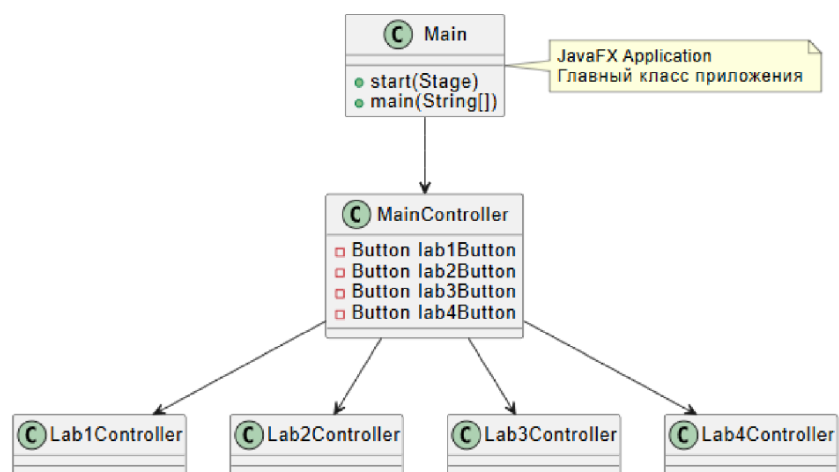 C Main
+ start(Stage)
+ main(String[])
JavaFX Application
Главный класс приложения
C MainController
Button lab1Button
Button lab2Button
Button lab3Button
Button lab4Button
C Lab1Controller
C Lab2Controller
C Lab3Controller
C Lab4Controller